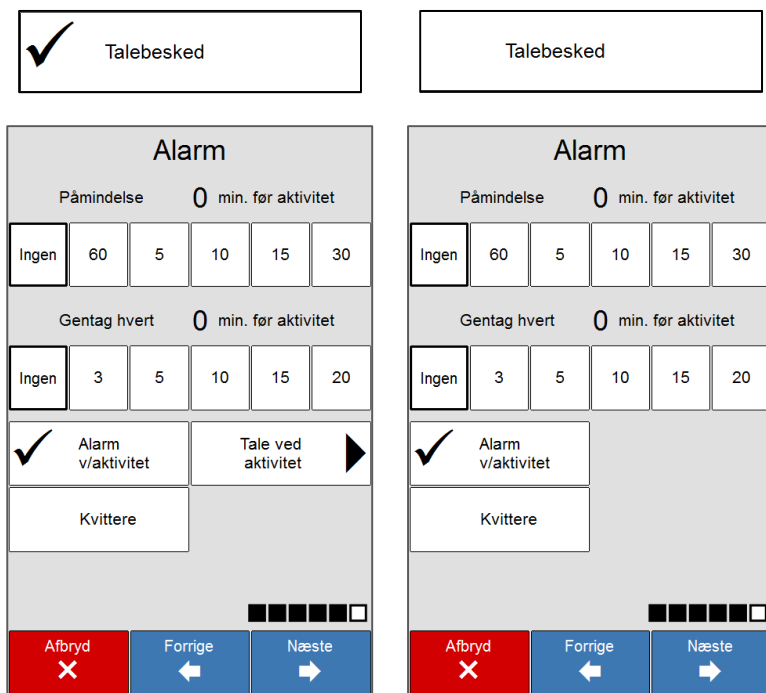 Talebesked
Alarm
Påmindelse 0 min. før aktivitet
Ingen 60 5 10 15 30
Gentag hvert 0 min. før aktivitet
Ingen 3 5 10 15 20
Alarm
v/aktivitet
Tale ved
aktivitet
Kvittere
Afbryd Forrige Næste
Talebesked
Alarm
Påmindelse 0 min. før aktivitet
Ingen 60 5 10 15 30
Gentag hvert 0 min. før aktivitet
Ingen 3 5 10 15 20
Alarm
v/aktivitet
Kvittere
Afbryd Forrige Næste